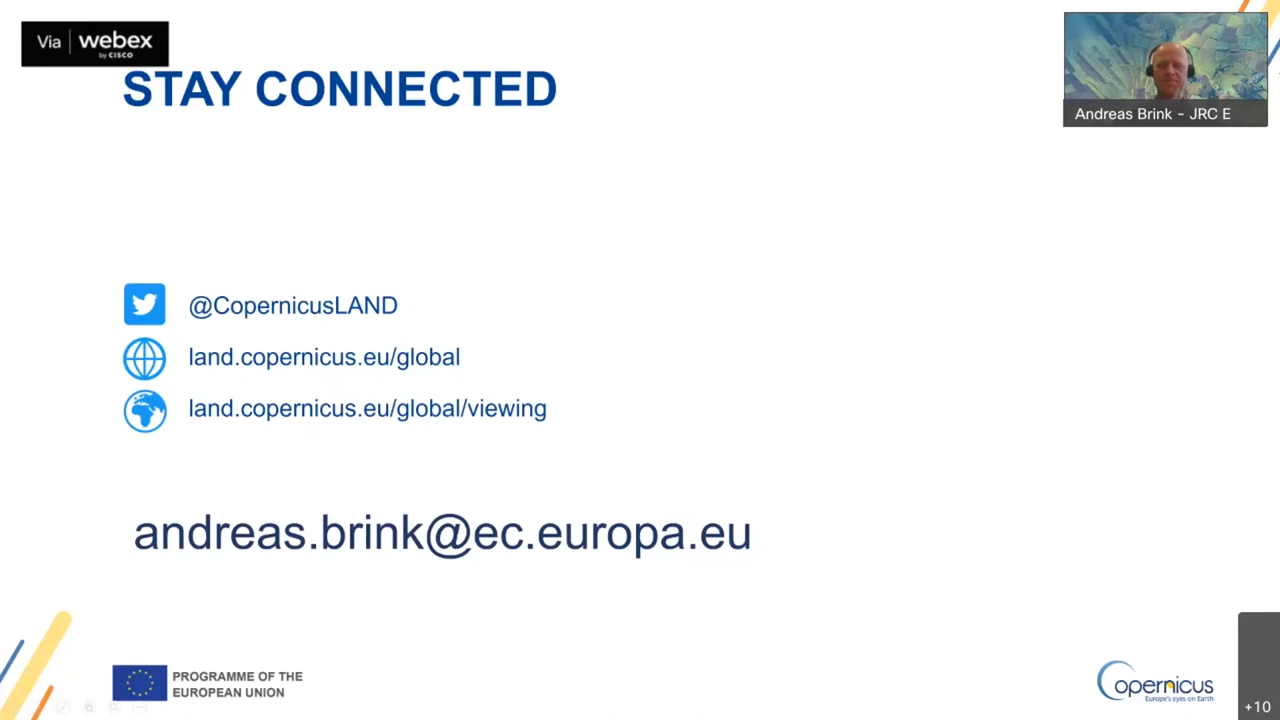 Via webex
by CISCO
STAY CONNECTED
Andreas Brink - JRC E
@CopernicusLAND
land.copernicus.eu/global
land.copernicus.eu/global/viewing
andreas.brink@ec.europa.eu
PROGRAMME OF THE
EUROPEAN UNION
opernicus
Europe's eyes on Earth
+10